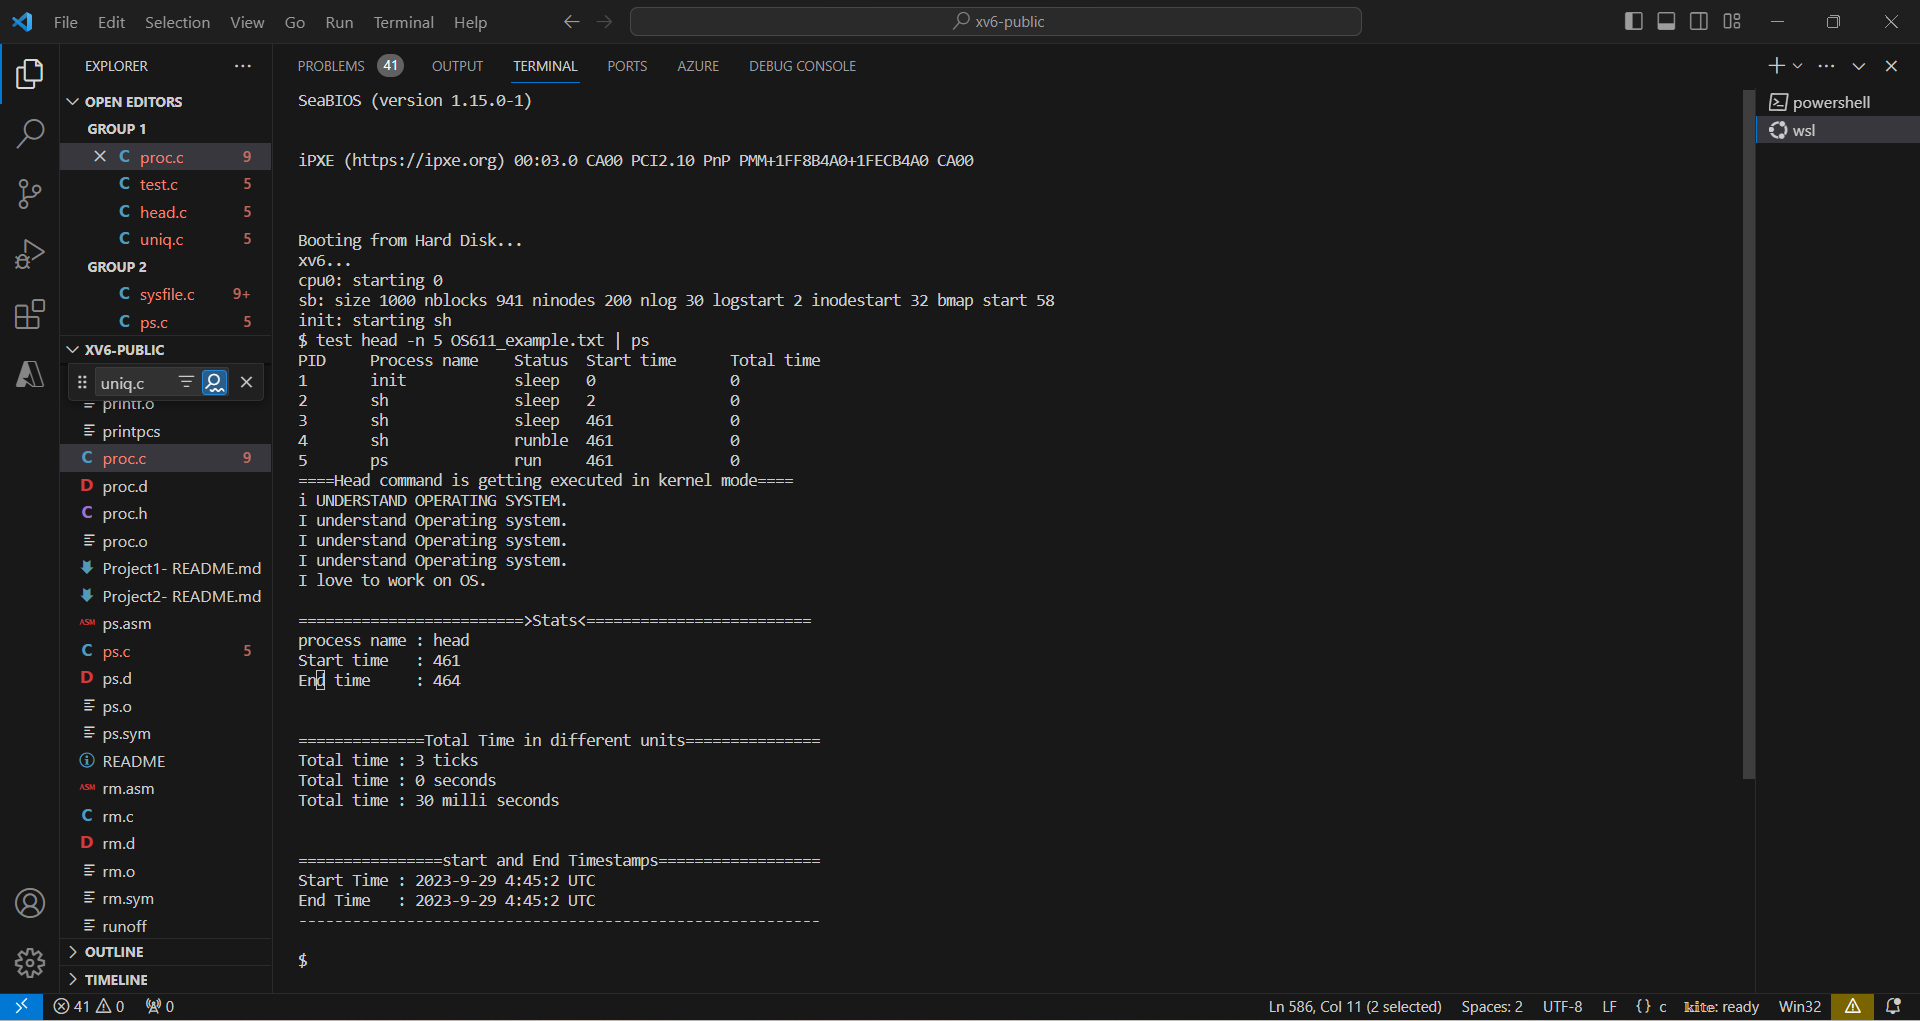 File Edit Selection View Go Run Terminal Help
xv6-public
EXPLORER
OPEN EDITORS
GROUP 1
proc.c 9
test.c 5
head.c 5
uniq.c 5
GROUP 2
sysfile.c 9+
ps.c 5
XV6-PUBLIC
uniq.c
printf.o
printpcs
proc.c 9
proc.d
proc.h
proc.o
Project1- README.md
Project2- README.md
ps.asm
ps.c 5
ps.d
ps.o
ps.sym
README
rm.asm
rm.c
rm.d
rm.o
rm.sym
runoff
OUTLINE
TIMELINE
PROBLEMS 41 OUTPUT TERMINAL PORTS AZURE DEBUG CONSOLE
SeaBIOS (version 1.15.0-1)
iPXE (https://ipxe.org) 00:03.0 CA00 PCI2.10 PnP PMM+1FF8B4A0+1FECB4A0 CA00
Booting from Hard Disk...
xv6...
cpu0: starting 0
sb: size 1000 nblocks 941 ninodes 200 nlog 30 logstart 2 inodestart 32 bmap start 58
init: starting sh
$ test head -n 5 OS611_example.txt | ps
PID Process name Status Start time Total time
1 init sleep 0 0
2 sh sleep 2 0
3 sh sleep 461 0
4 sh runble 461 0
5 ps run 461 0
====Head command is getting executed in kernel mode====
i UNDERSTAND OPERATING SYSTEM.
I understand Operating system.
I understand Operating system.
I understand Operating system.
I love to work on OS.
=========================>Stats<=========================
process name : head
Start time : 461
End time : 464
==============Total Time in different units===============
Total time : 3 ticks
Total time : 0 seconds
Total time : 30 milli seconds
================start and End Timestamps==================
Start Time : 2023-9-29 4:45:2 UTC
End Time : 2023-9-29 4:45:2 UTC
----------------------------------------------------------
$
powershell
wsl
41 0 0
Ln 586, Col 11 (2 selected) Spaces: 2 UTF-8 LF {} c kite: ready Win32